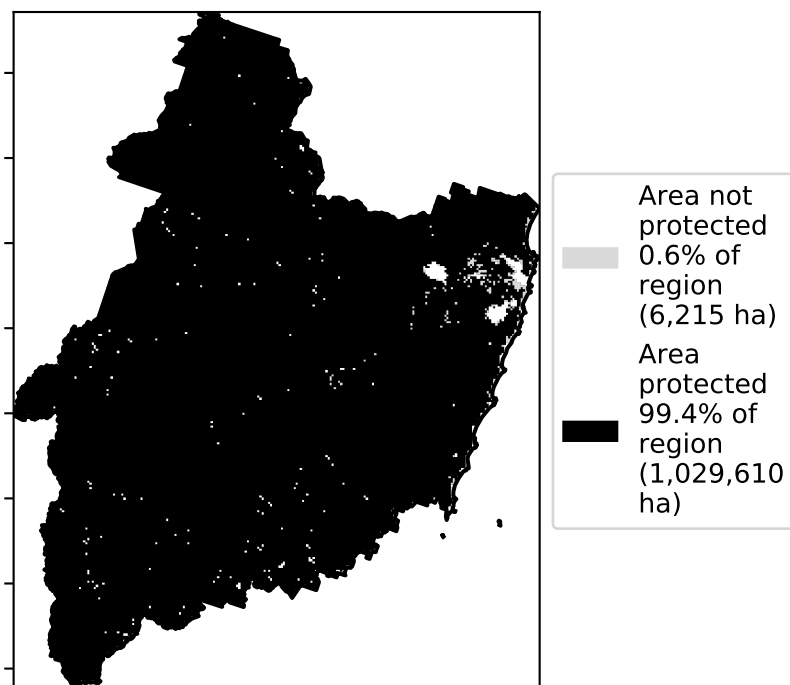 Area not
protected
0.6% of
region
(6,215 ha)
Area
protected
99.4% of
region
(1,029,610
ha)